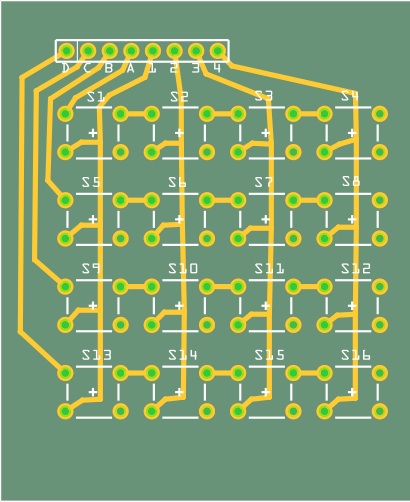 D C B A 1 2 3 4
S1 S2 S3 S4
+ + + +
S5 S6 S7 S8
+ + + +
S9 S10 S11 S12
+ + + +
S13 S14 S15 S16
+ + + +